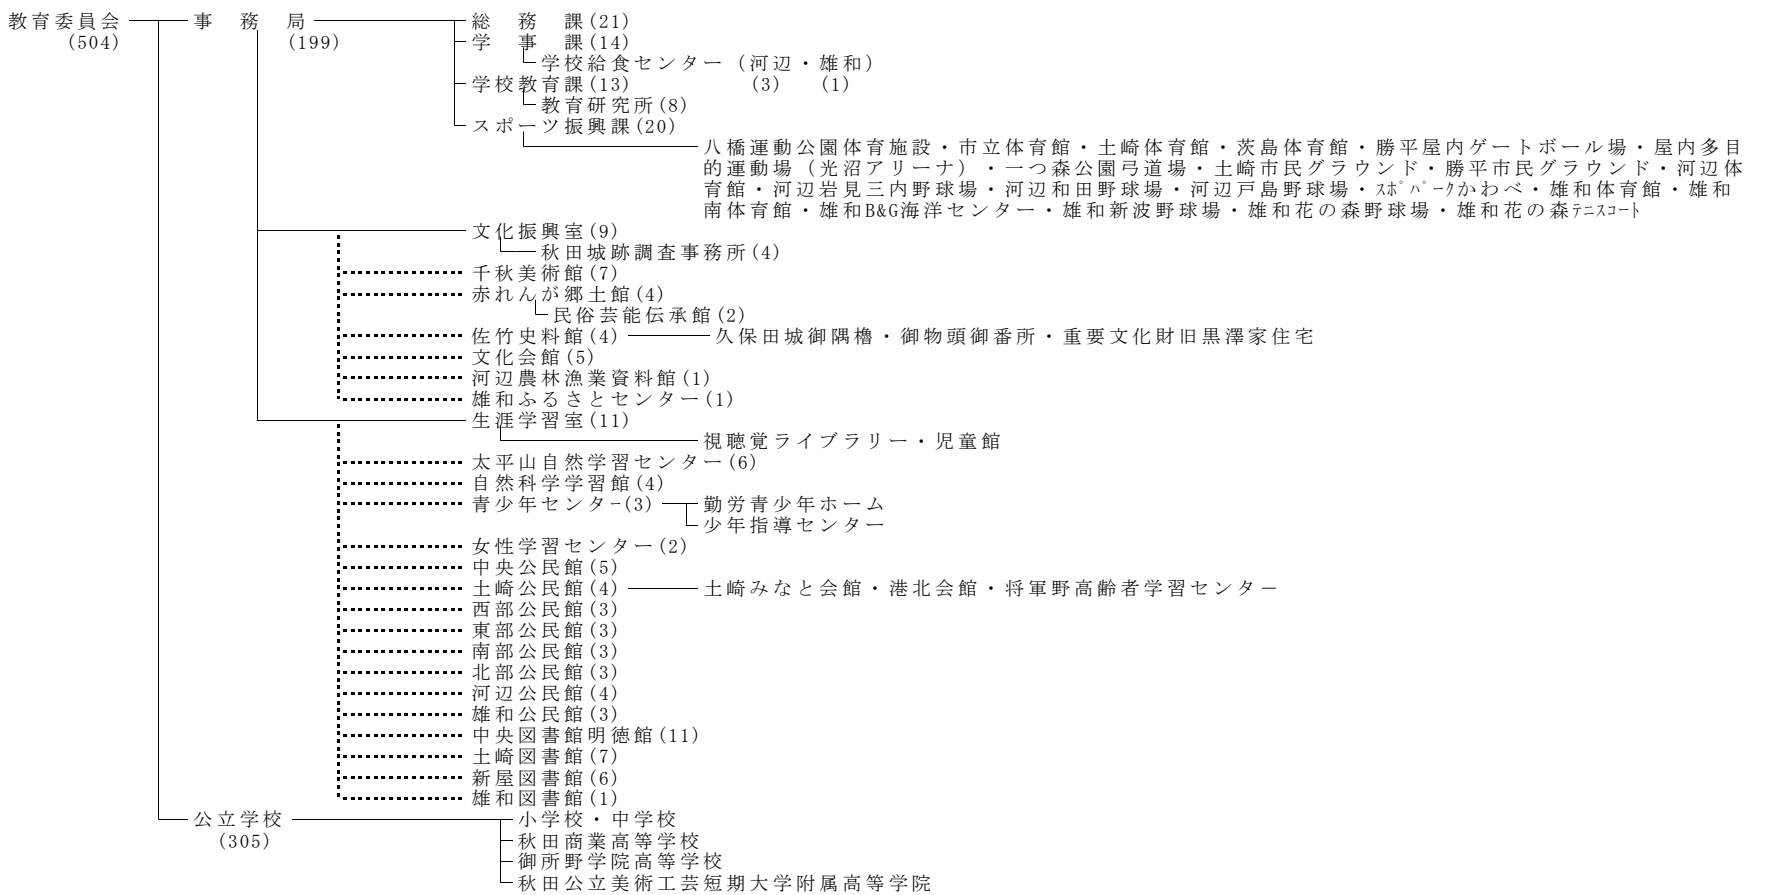 教育委員会 事務局 総務課(21)
(504) (199) 学事課(14)
学校給食センター（河辺・雄和）
学校教育課(13) (3) (1)
教育研究所(8)
スポーツ振興課(20)
八橋運動公園体育施設・市立体育館・土崎体育館・茨島体育館・勝平屋内ゲートボール場・屋内多目
的運動場（光沼アリーナ）・一つ森公園弓道場・土崎市民グラウンド・勝平市民グラウンド・河辺体
育館・河辺岩見三内野球場・河辺和田野球場・河辺戸島野球場・ｽﾎﾟﾊﾟｰｸかわべ・雄和体育館・雄和
南体育館・雄和B&G海洋センター・雄和新波野球場・雄和花の森野球場・雄和花の森ﾃﾆｽｺｰﾄ
文化振興室(9)
秋田城跡調査事務所(4)
千秋美術館(7)
赤れんが郷土館(4)
民俗芸能伝承館(2)
佐竹史料館(4) 久保田城御隅櫓・御物頭御番所・重要文化財旧黒澤家住宅
文化会館(5)
河辺農林漁業資料館(1)
雄和ふるさとセンター(1)
生涯学習室(11)
視聴覚ライブラリー・児童館
太平山自然学習センター(6)
自然科学学習館(4)
青少年センター(3) 勤労青少年ホーム
少年指導センター
女性学習センター(2)
中央公民館(5)
土崎公民館(4) 土崎みなと会館・港北会館・将軍野高齢者学習センター
西部公民館(3)
東部公民館(3)
南部公民館(3)
北部公民館(3)
河辺公民館(4)
雄和公民館(3)
中央図書館明徳館(11)
土崎図書館(7)
新屋図書館(6)
雄和図書館(1)
公立学校 小学校・中学校
(305) 秋田商業高等学校
御所野学院高等学校
秋田公立美術工芸短期大学附属高等学院